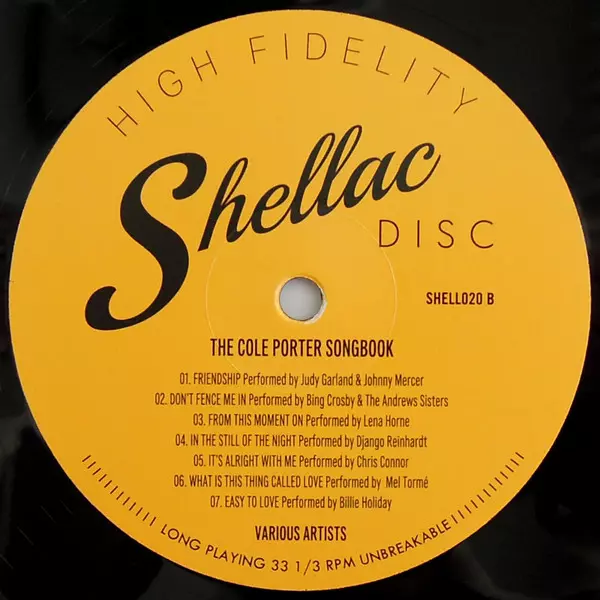 HIGH FIDELITY
Shellac
DISC
SHELL020 B
THE COLE PORTER SONGBOOK
01. FRIENDSHIP Performed by Judy Garland & Johnny Mercer
02. DON'T FENCE ME IN Performed by Bing Crosby & The Andrews Sisters
03. FROM THIS MOMENT ON Performed by Lena Horne
04. IN THE STILL OF THE NIGHT Performed by Django Reinhardt
05. IT'S ALRIGHT WITH ME Performed by Chris Connor
06. WHAT IS THIS THING CALLED LOVE Performed by Mel Tormé
07. EASY TO LOVE Performed by Billie Holiday
VARIOUS ARTISTS
LONG PLAYING 33 1/3 RPM UNBREAKABLE